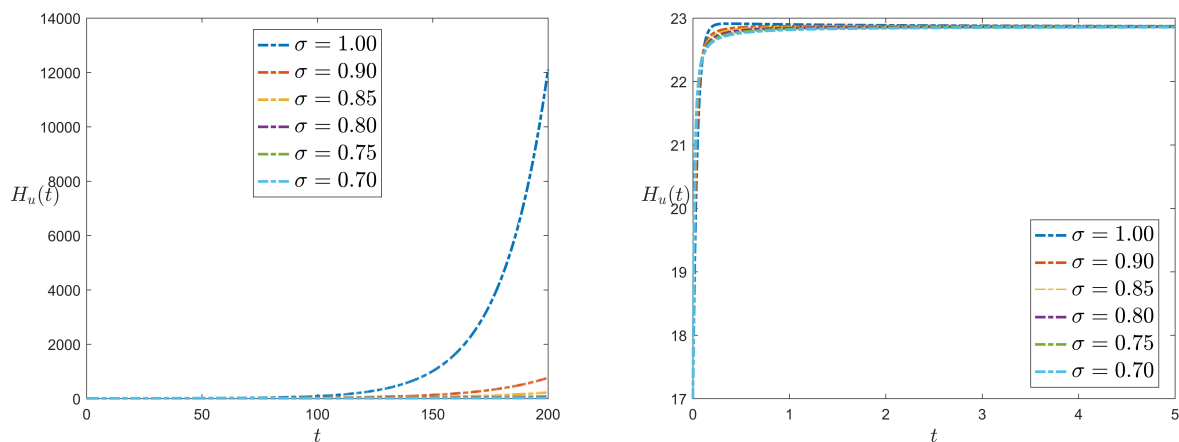 14000
12000
10000
8000
6000
4000
2000
0
H_u(t)
0 50 100 150 200
t
σ = 1.00
σ = 0.90
σ = 0.85
σ = 0.80
σ = 0.75
σ = 0.70
23
22
21
20
19
18
17
H_u(t)
0 1 2 3 4 5
t
σ = 1.00
σ = 0.90
σ = 0.85
σ = 0.80
σ = 0.75
σ = 0.70